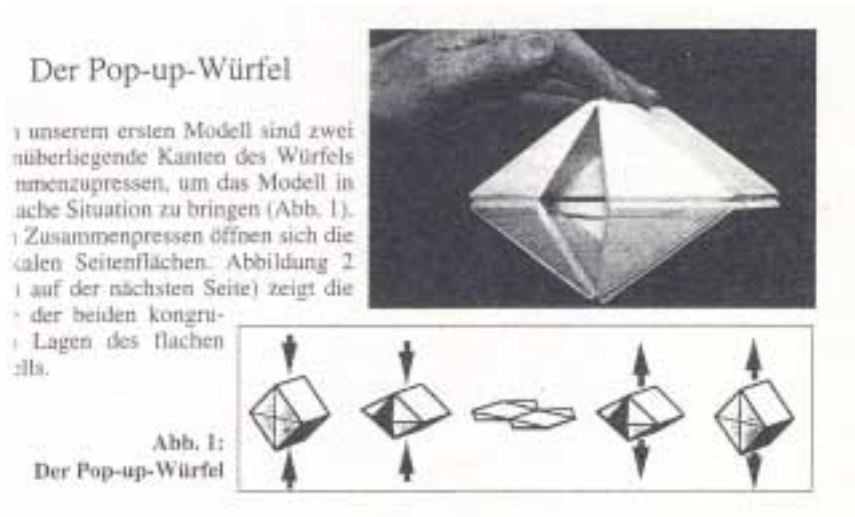 Der Pop-up-Würfel
unserem ersten Modell sind zwei
nüberliegende Kanten des Würfels
mmenzupressen, um das Modell in
ache Situation zu bringen (Abb. 1).
Zusammenpressen öffnen sich die
kalen Seitenflächen. Abbildung 2
auf der nächsten Seite) zeigt die
der beiden kongru-
Lagen des flachen
ells.
Abb. 1:
Der Pop-up-Würfel